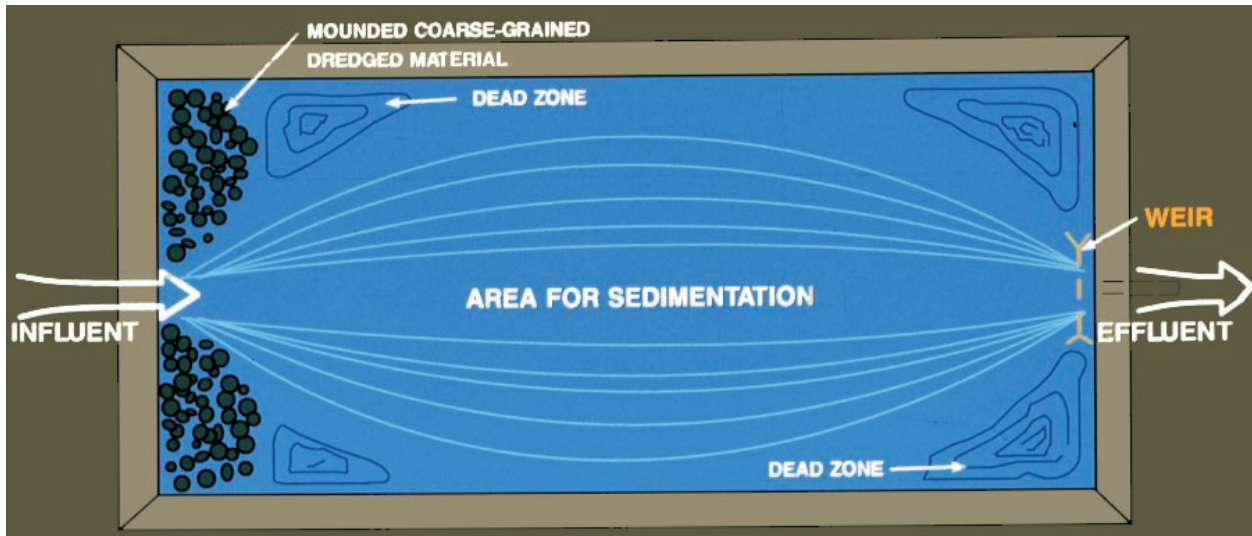 MOUNDED COARSE-GRAINED
DREDGED MATERIAL
DEAD ZONE
WEIR
AREA FOR SEDIMENTATION
INFLUENT
EFFLUENT
DEAD ZONE